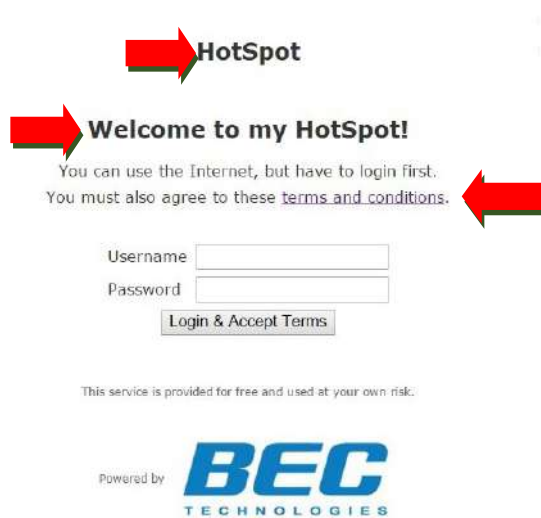 HotSpot
Welcome to my HotSpot!
You can use the Internet, but have to login first.
You must also agree to these terms and conditions.
Username
Password
Login & Accept Terms
This service is provided for free and used at your own risk.
Powered by
BEC
TECHNOLOGIES